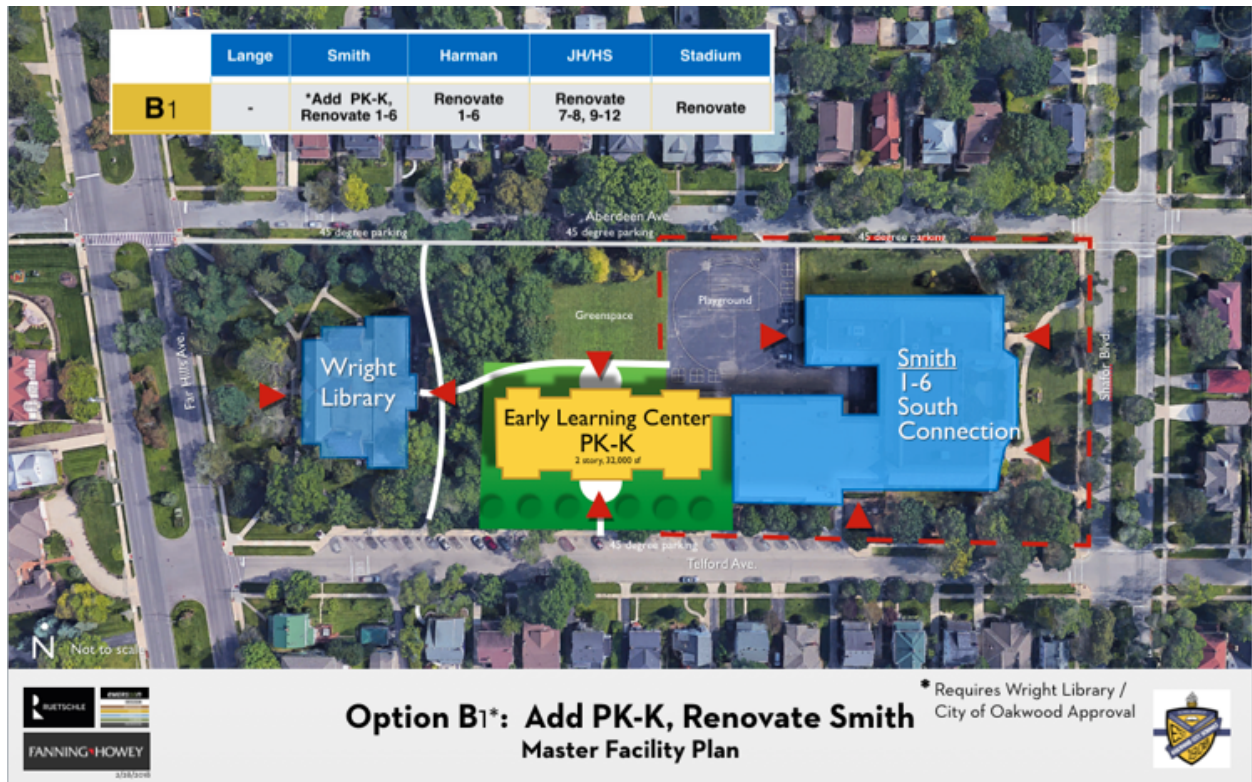 Lange Smith Harman JH/HS Stadium
B1 - *Add PK-K, Renovate 1-6 Renovate 1-6 Renovate 7-8, 9-12 Renovate
Aberdeen Ave.
45 degree parking 45 degree parking 45 degree parking
Playground
Greenspace
Far Hills Ave.
Wright
Library
Early Learning Center
PK-K
2 story, 32,000 sf
Smith
1-6
South
Connection
Shafor Blvd.
45 degree parking
Telford Ave.
N Not to scale
RUETSCHLE
FANNING HOWEY
2/28/2018
Option B1*: Add PK-K, Renovate Smith
Master Facility Plan
* Requires Wright Library /
City of Oakwood Approval